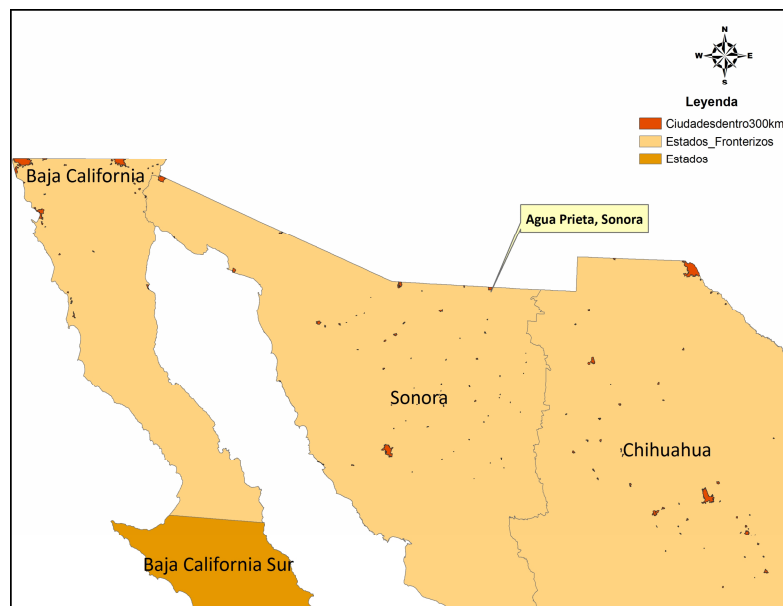 N
W E
S
Leyenda
Ciudadesdentro300km
Estados_Fronterizos
Estados
Baja California
Agua Prieta, Sonora
Sonora
Chihuahua
Baja California Sur